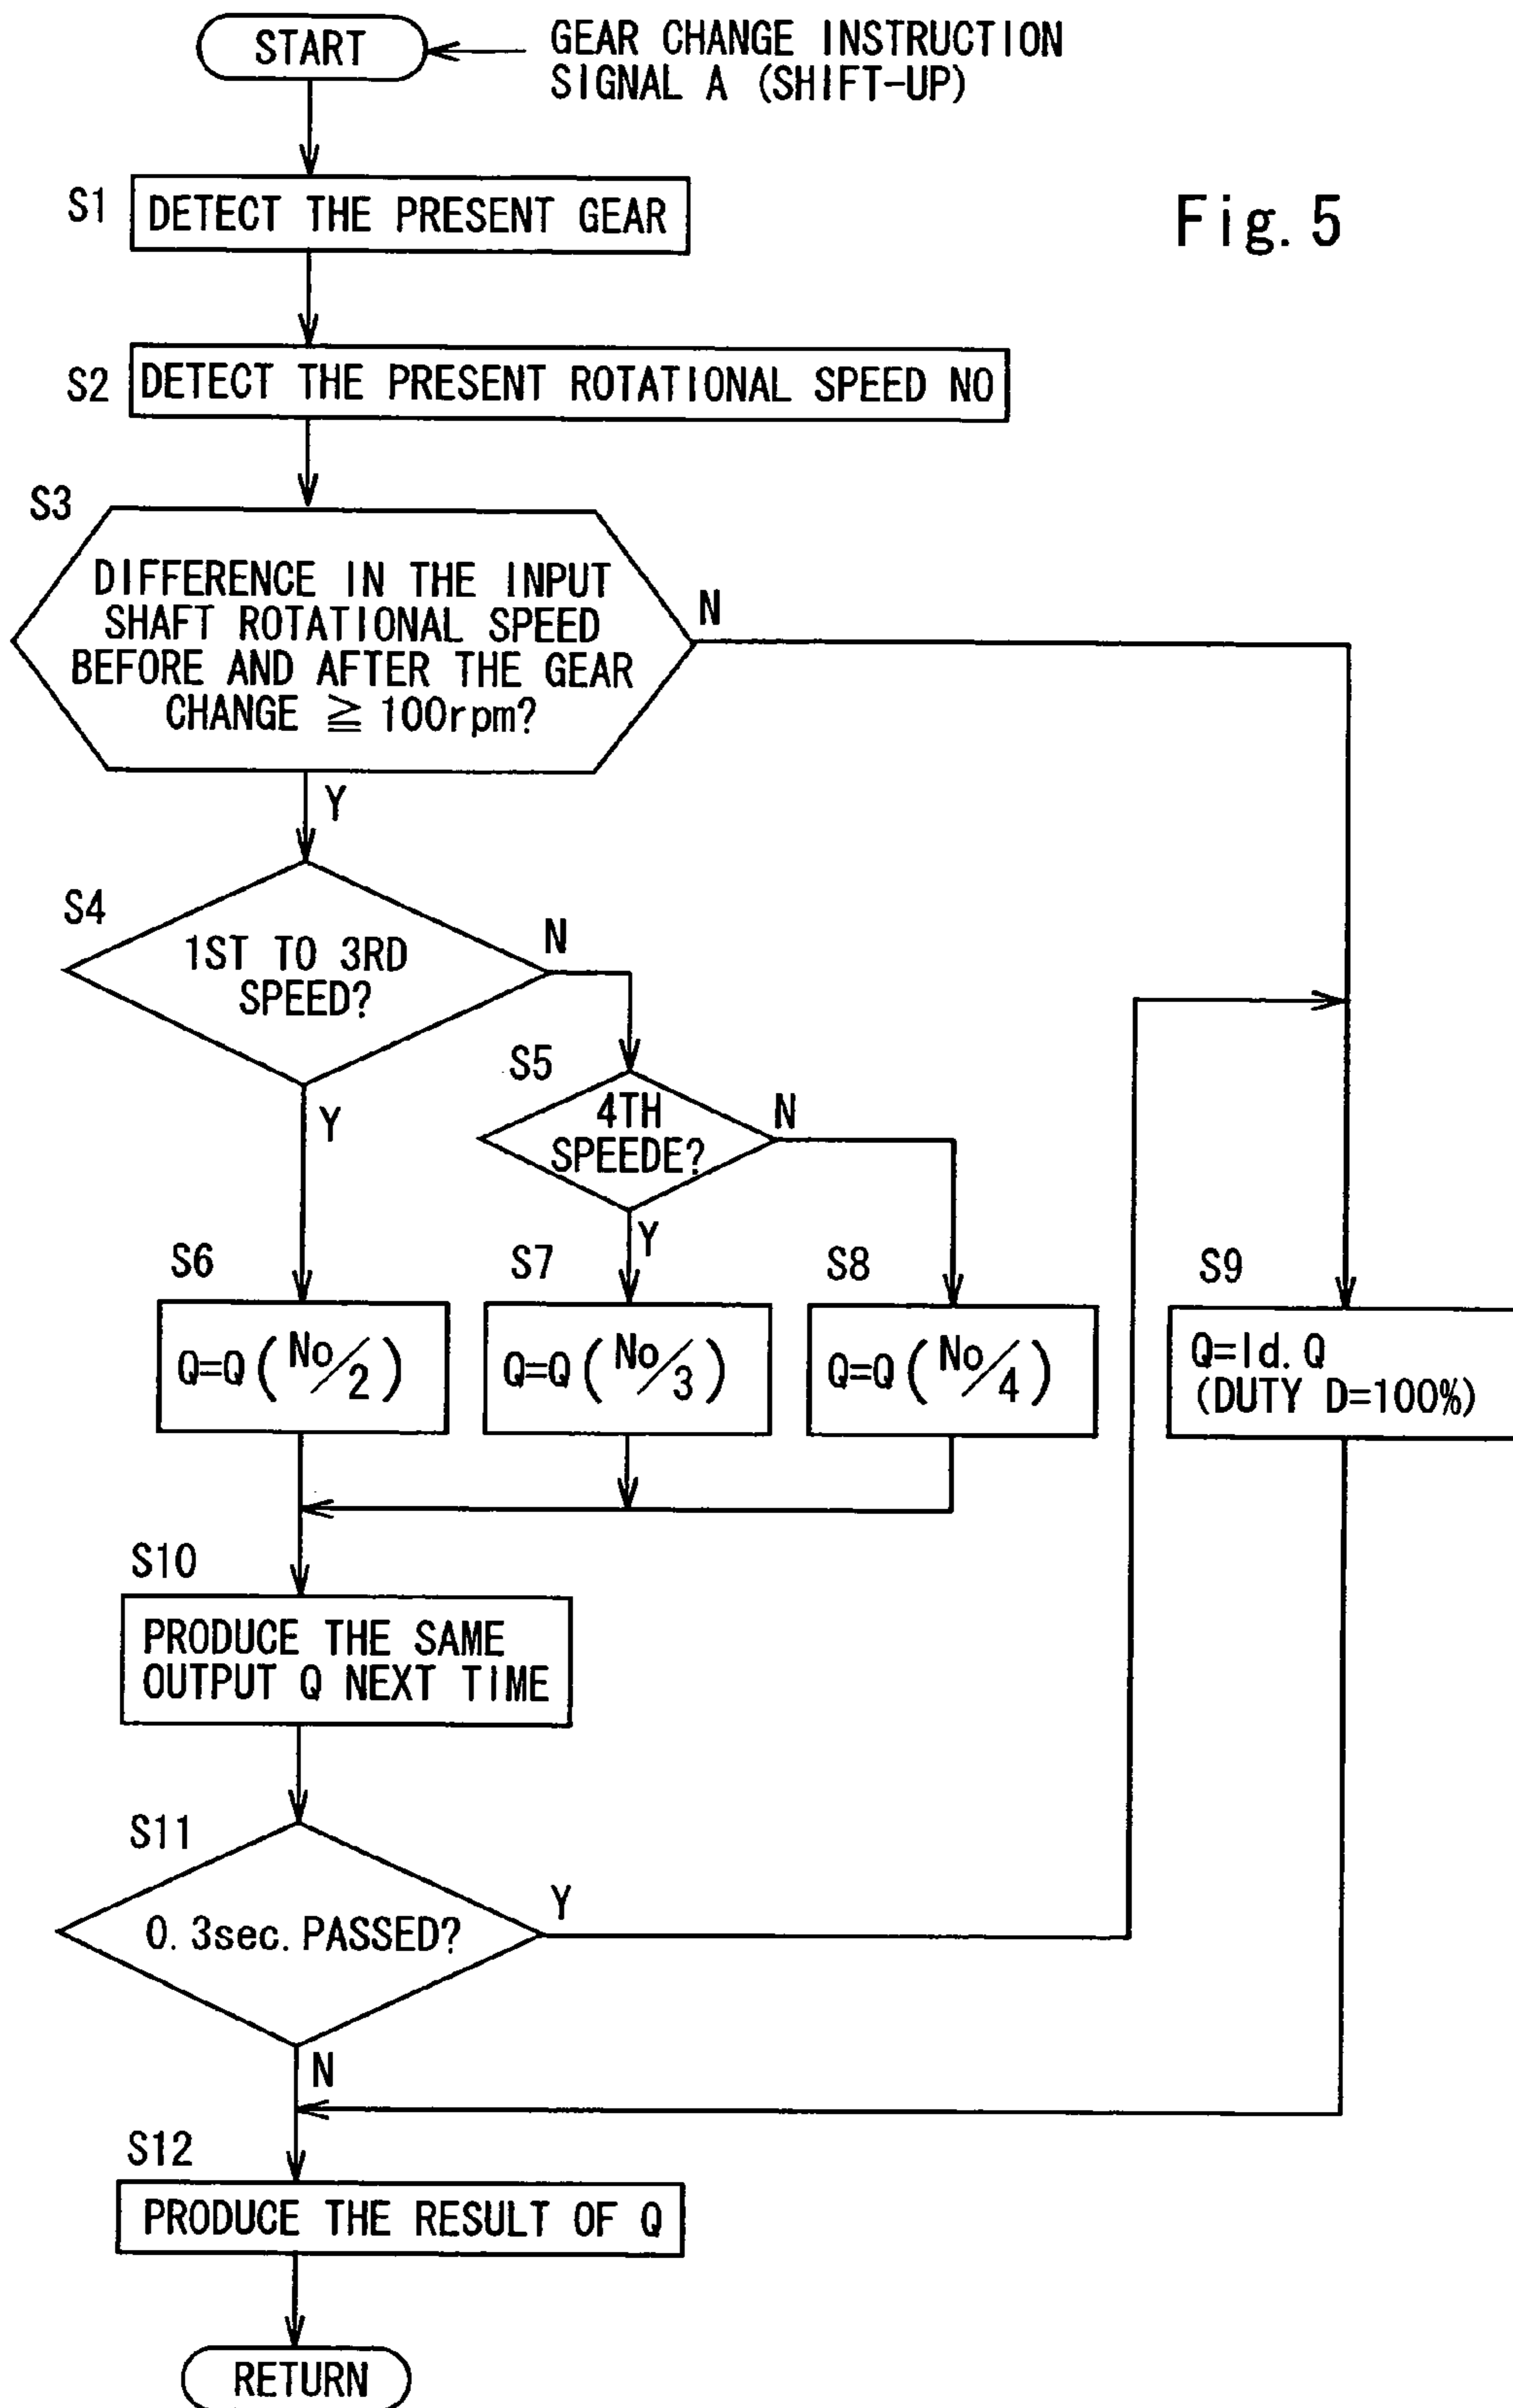 START
GEAR CHANGE INSTRUCTION
SIGNAL A (SHIFT-UP)
S1
DETECT THE PRESENT GEAR
Fig. 5
S2
DETECT THE PRESENT ROTATIONAL SPEED NO
S3
DIFFERENCE IN THE INPUT
SHAFT ROTATIONAL SPEED
BEFORE AND AFTER THE GEAR
CHANGE ≧ 100rpm?
N
Y
S4
1ST TO 3RD
SPEED?
N
Y
S5
4TH
SPEEDE?
N
Y
S6
Q=Q(No/2)
S7
Q=Q(No/3)
S8
Q=Q(No/4)
S9
Q=Id. Q
(DUTY D=100%)
S10
PRODUCE THE SAME
OUTPUT Q NEXT TIME
S11
0. 3sec. PASSED?
Y
N
S12
PRODUCE THE RESULT OF Q
RETURN